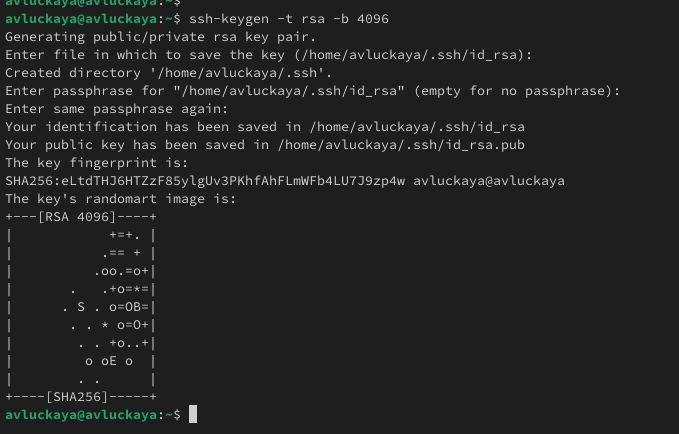 avluckaya@avluckaya:~$
avluckaya@avluckaya:~$ ssh-keygen -t rsa -b 4096
Generating public/private rsa key pair.
Enter file in which to save the key (/home/avluckaya/.ssh/id_rsa):
Created directory '/home/avluckaya/.ssh'.
Enter passphrase for "/home/avluckaya/.ssh/id_rsa" (empty for no passphrase):
Enter same passphrase again:
Your identification has been saved in /home/avluckaya/.ssh/id_rsa
Your public key has been saved in /home/avluckaya/.ssh/id_rsa.pub
The key fingerprint is:
SHA256:eLtdTHJ6HTZzF85ylgUv3PKhfAhFLmWFb4LU7J9zp4w avluckaya@avluckaya
The key's randomart image is:
+---[RSA 4096]----+
|            +=+. |
|           .== + |
|          .oo.=o+|
|       .   .+o=*=|
|      . S . o=OB=|
|       . . * o=O+|
|        . . +o..+|
|         o oE o  |
|        . .      |
+----[SHA256]-----+
avluckaya@avluckaya:~$